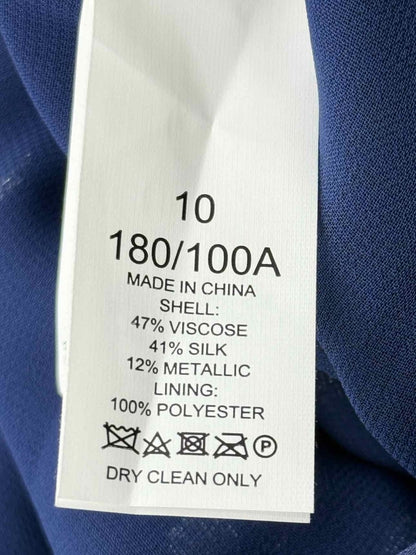 10
180/100A
MADE IN CHINA
SHELL:
47% VISCOSE
41% SILK
12% METALLIC
LINING:
100% POLYESTER
P
DRY CLEAN ONLY